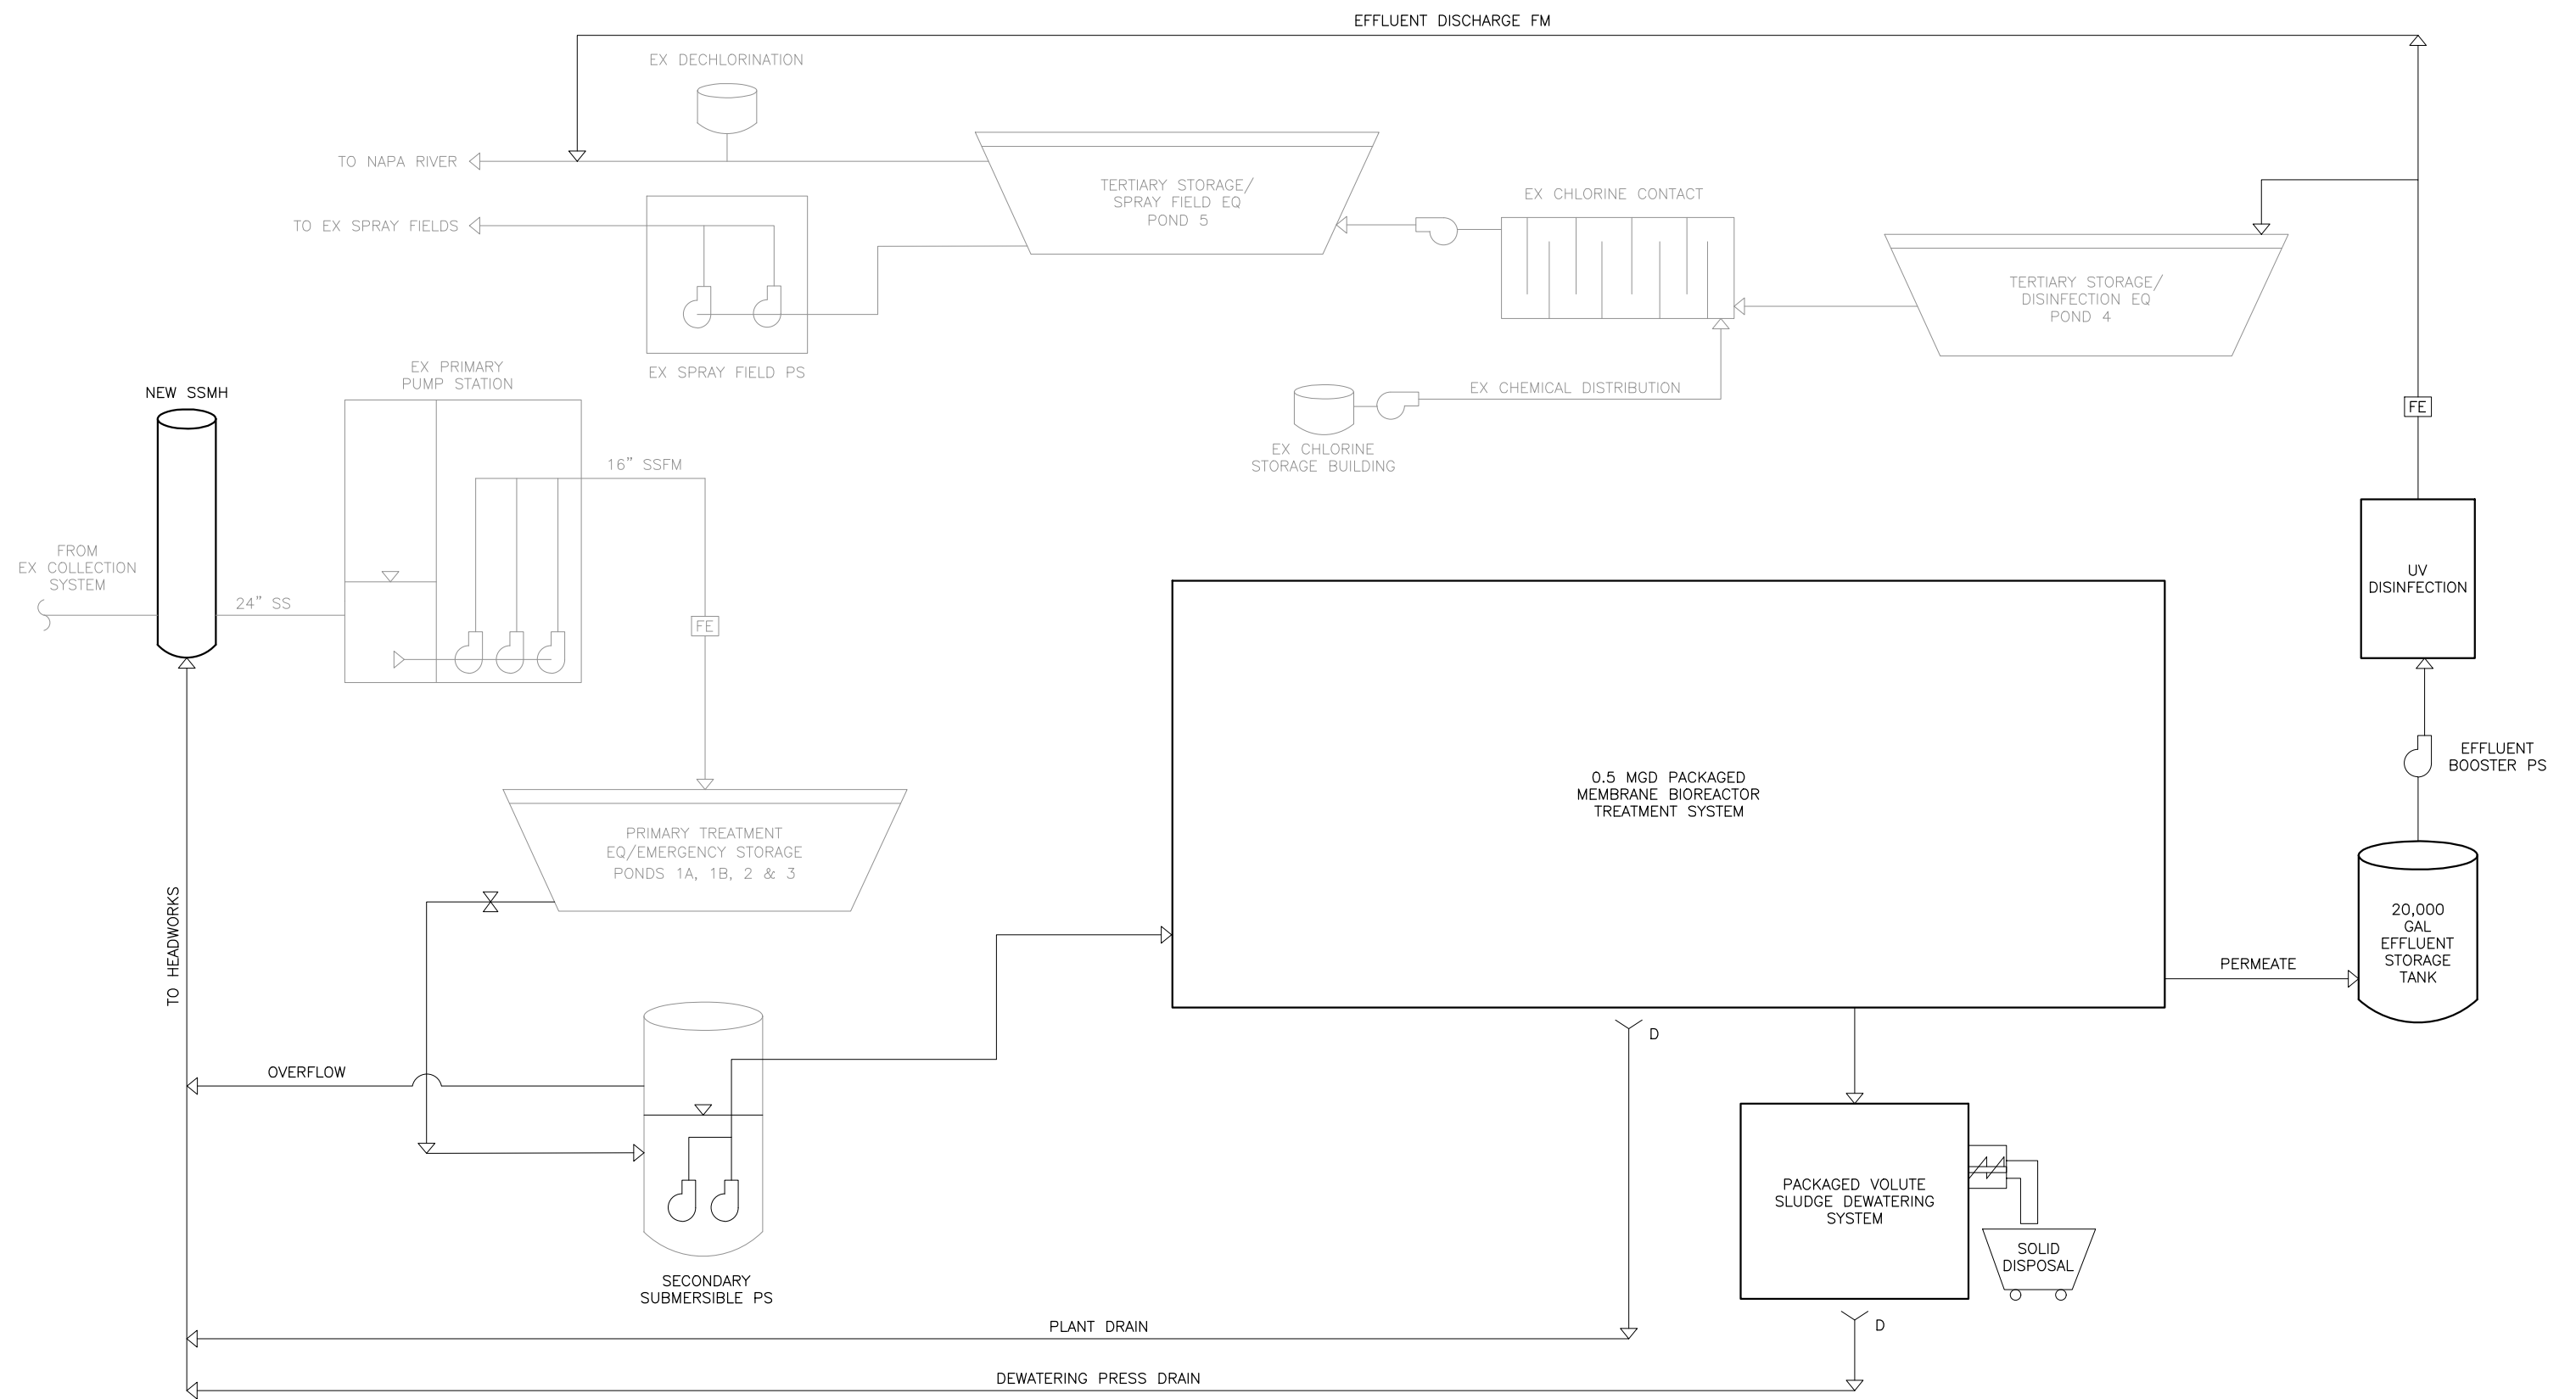 EFFLUENT DISCHARGE FM
EX DECHLORINATION
TO NAPA RIVER
TERTIARY STORAGE/
SPRAY FIELD EQ
POND 5
EX CHLORINE CONTACT
TO EX SPRAY FIELDS
TERTIARY STORAGE/
DISINFECTION EQ
POND 4
EX SPRAY FIELD PS
EX PRIMARY
PUMP STATION
NEW SSMH
EX CHEMICAL DISTRIBUTION
FE
EX CHLORINE
STORAGE BUILDING
16” SSFM
FROM
EX COLLECTION
SYSTEM
24” SS
FE
UV
DISINFECTION
EFFLUENT
BOOSTER PS
0.5 MGD PACKAGED
MEMBRANE BIOREACTOR
TREATMENT SYSTEM
PRIMARY TREATMENT
EQ/EMERGENCY STORAGE
PONDS 1A, 1B, 2 & 3
TO HEADWORKS
20,000
GAL
EFFLUENT
STORAGE
TANK
PERMEATE
D
OVERFLOW
PACKAGED VOLUTE
SLUDGE DEWATERING
SYSTEM
SOLID
DISPOSAL
SECONDARY
SUBMERSIBLE PS
PLANT DRAIN
D
DEWATERING PRESS DRAIN